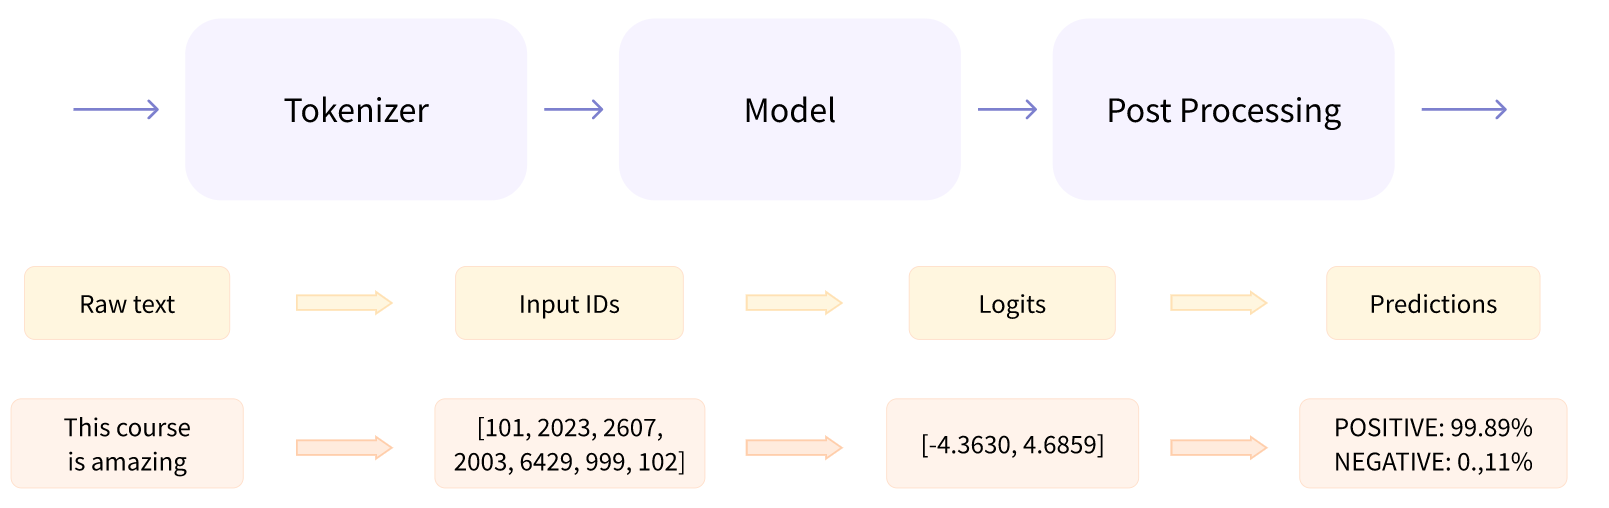 Tokenizer
Model
Post Processing
Raw text
Input IDs
Logits
Predictions
This course
is amazing
[101, 2023, 2607,
2003, 6429, 999, 102]
[-4.3630, 4.6859]
POSITIVE: 99.89%
NEGATIVE: 0.,11%